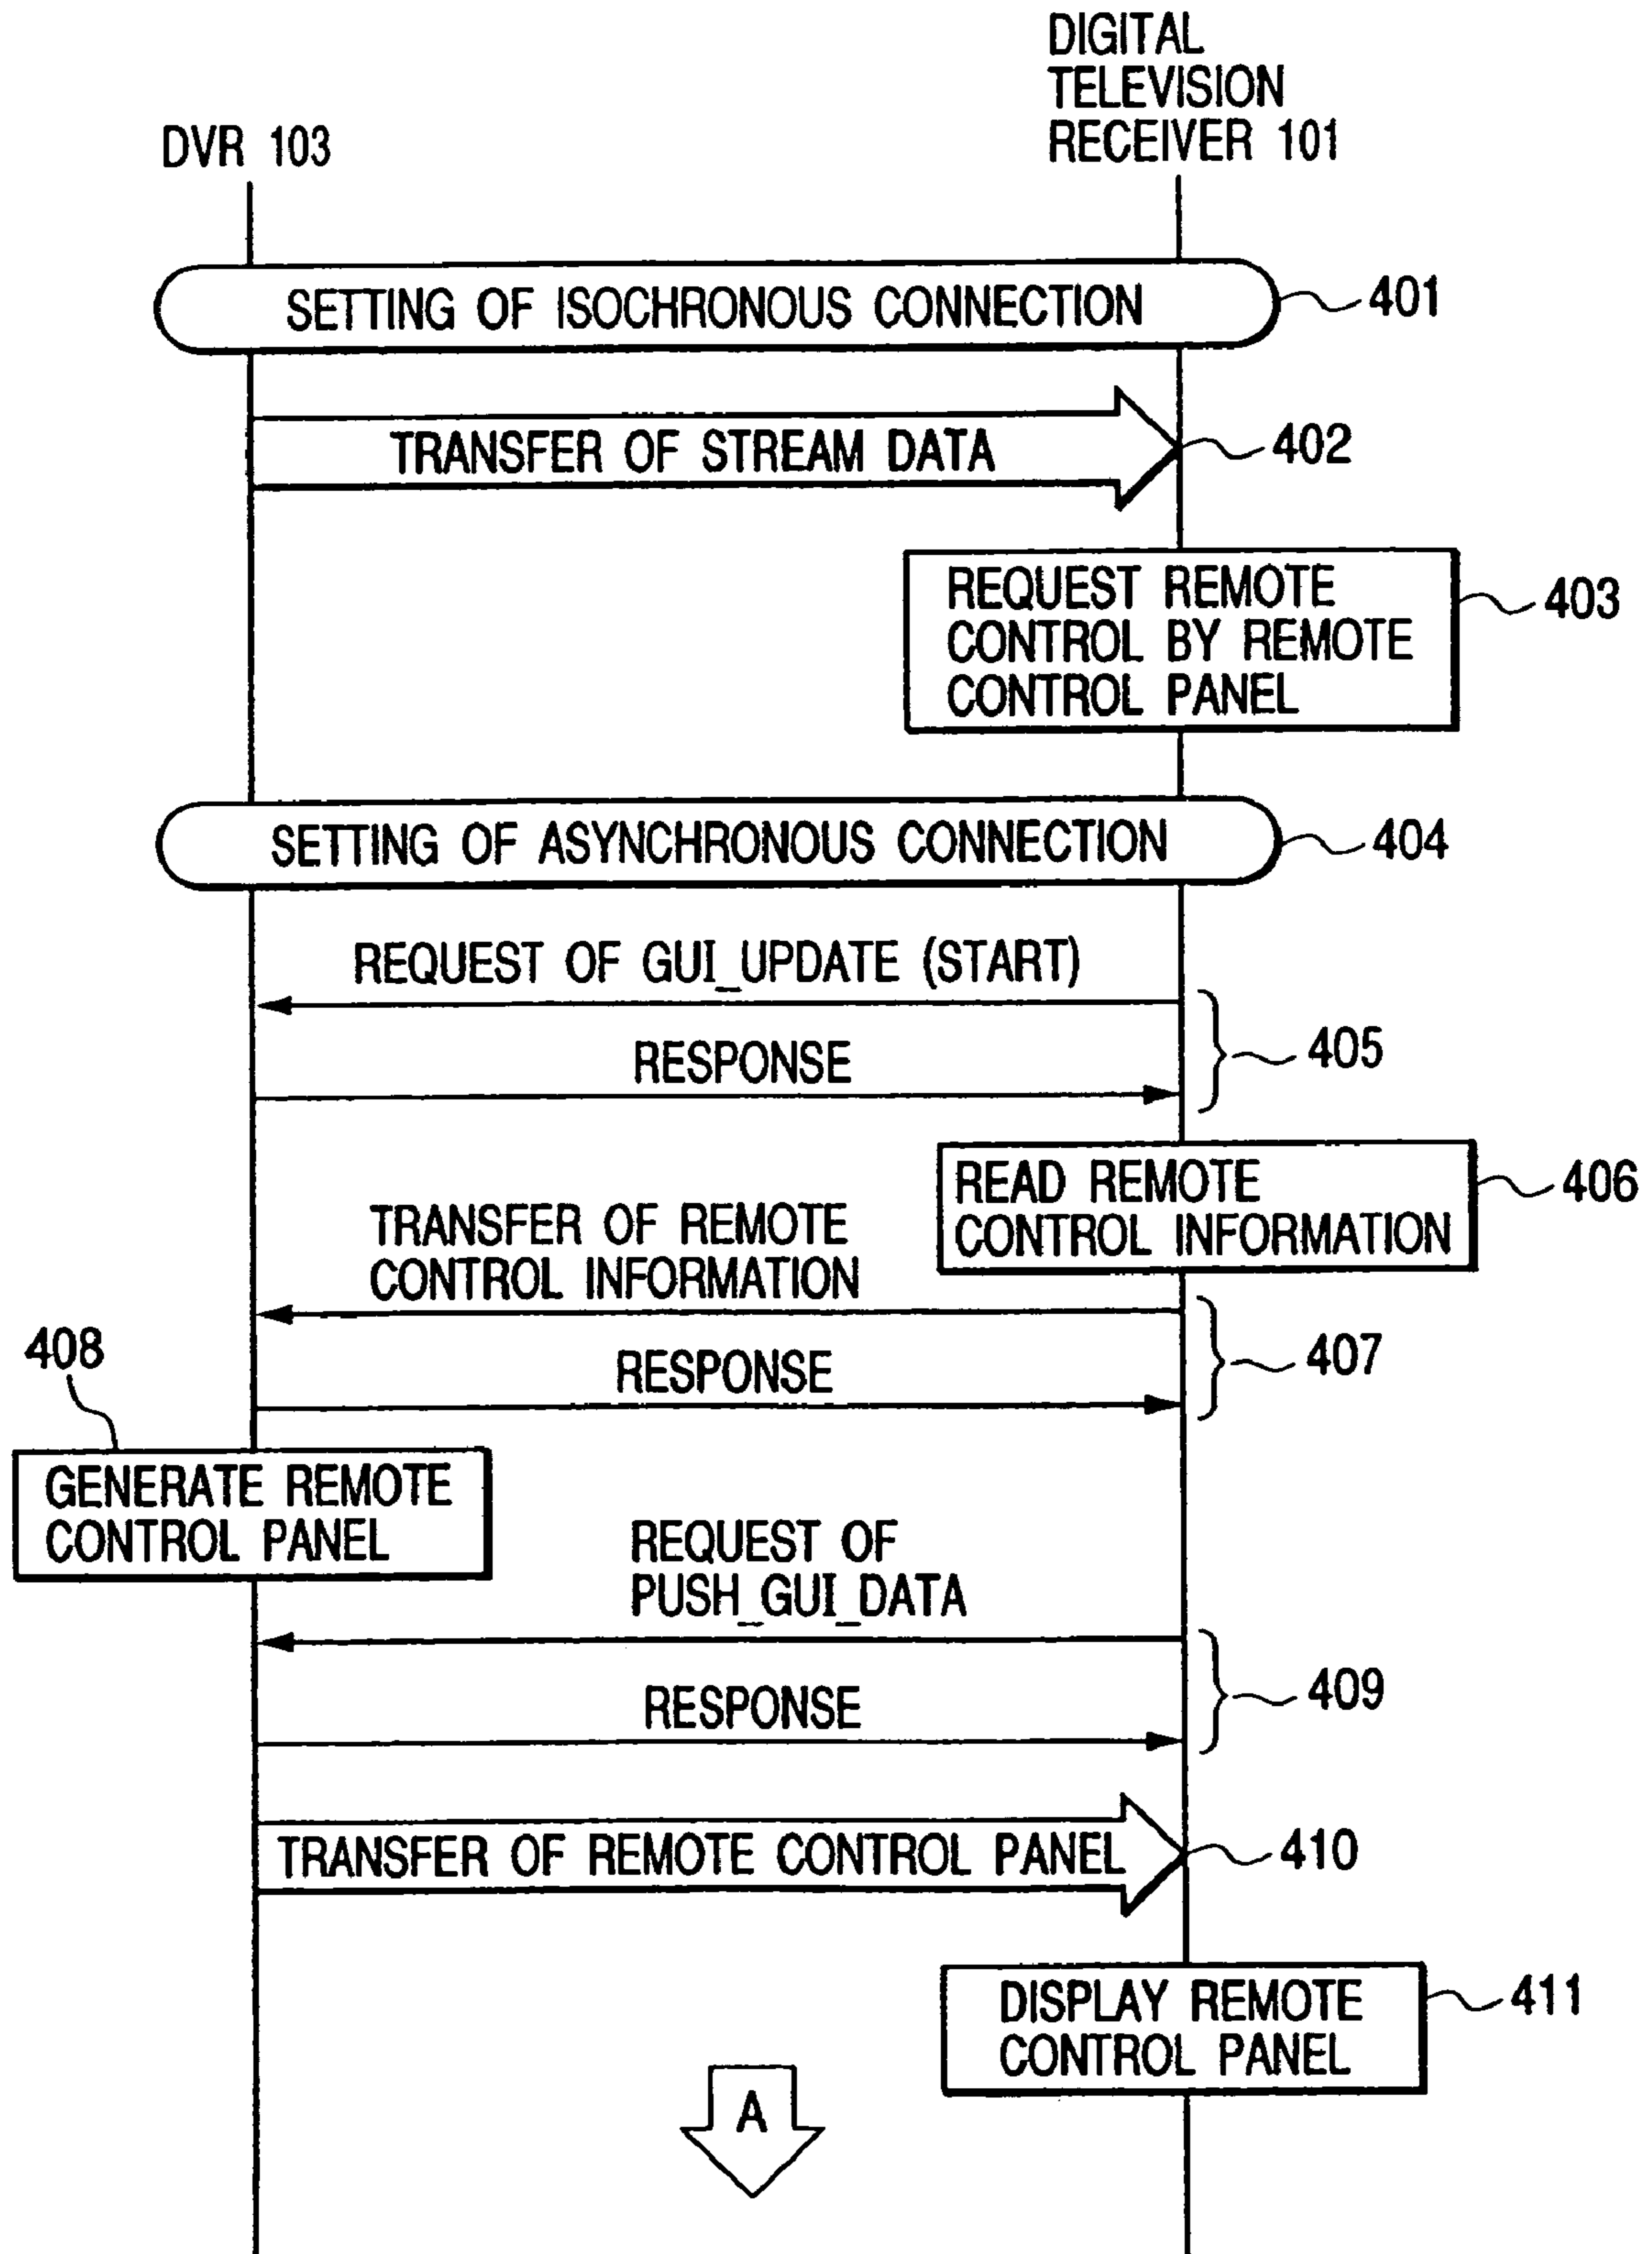 DIGITAL
TELEVISION
RECEIVER 101
DVR 103
SETTING OF ISOCHRONOUS CONNECTION
401
TRANSFER OF STREAM DATA
402
REQUEST REMOTE
CONTROL BY REMOTE
CONTROL PANEL
403
SETTING OF ASYNCHRONOUS CONNECTION
404
REQUEST OF GUI_UPDATE (START)
RESPONSE
405
READ REMOTE
CONTROL INFORMATION
406
TRANSFER OF REMOTE
CONTROL INFORMATION
RESPONSE
407
408
GENERATE REMOTE
CONTROL PANEL
REQUEST OF
PUSH_GUI_DATA
RESPONSE
409
TRANSFER OF REMOTE CONTROL PANEL
410
DISPLAY REMOTE
CONTROL PANEL
411
A